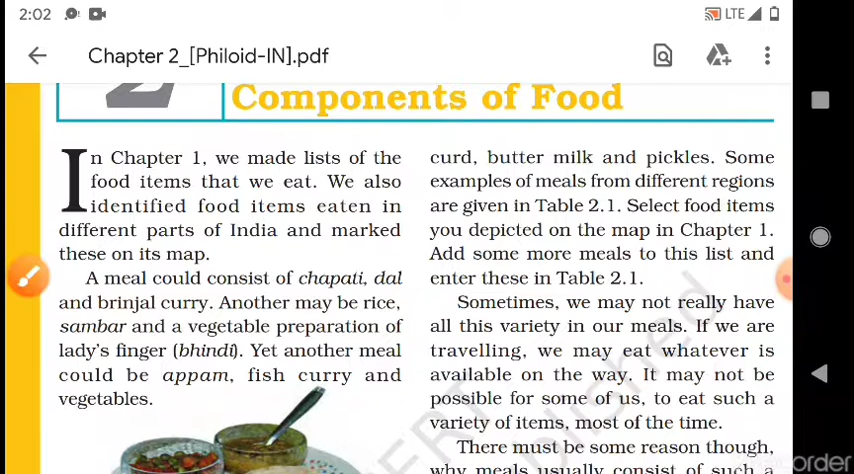 2:02
LTE
Chapter 2_[Philoid-IN].pdf
2
Components of Food
In Chapter 1, we made lists of the
food items that we eat. We also
identified food items eaten in
different parts of India and marked
these on its map.
A meal could consist of chapati, dal
and brinjal curry. Another may be rice,
sambar and a vegetable preparation of
lady's finger (bhindi). Yet another meal
could be appam, fish curry and
vegetables.
curd, butter milk and pickles. Some
examples of meals from different regions
are given in Table 2.1. Select food items
you depicted on the map in Chapter 1.
Add some more meals to this list and
enter these in Table 2.1.
Sometimes, we may not really have
all this variety in our meals. If we are
travelling, we may eat whatever is
available on the way. It may not be
possible for some of us, to eat such a
variety of items, most of the time.
There must be some reason though,
why meals usually consist of such a